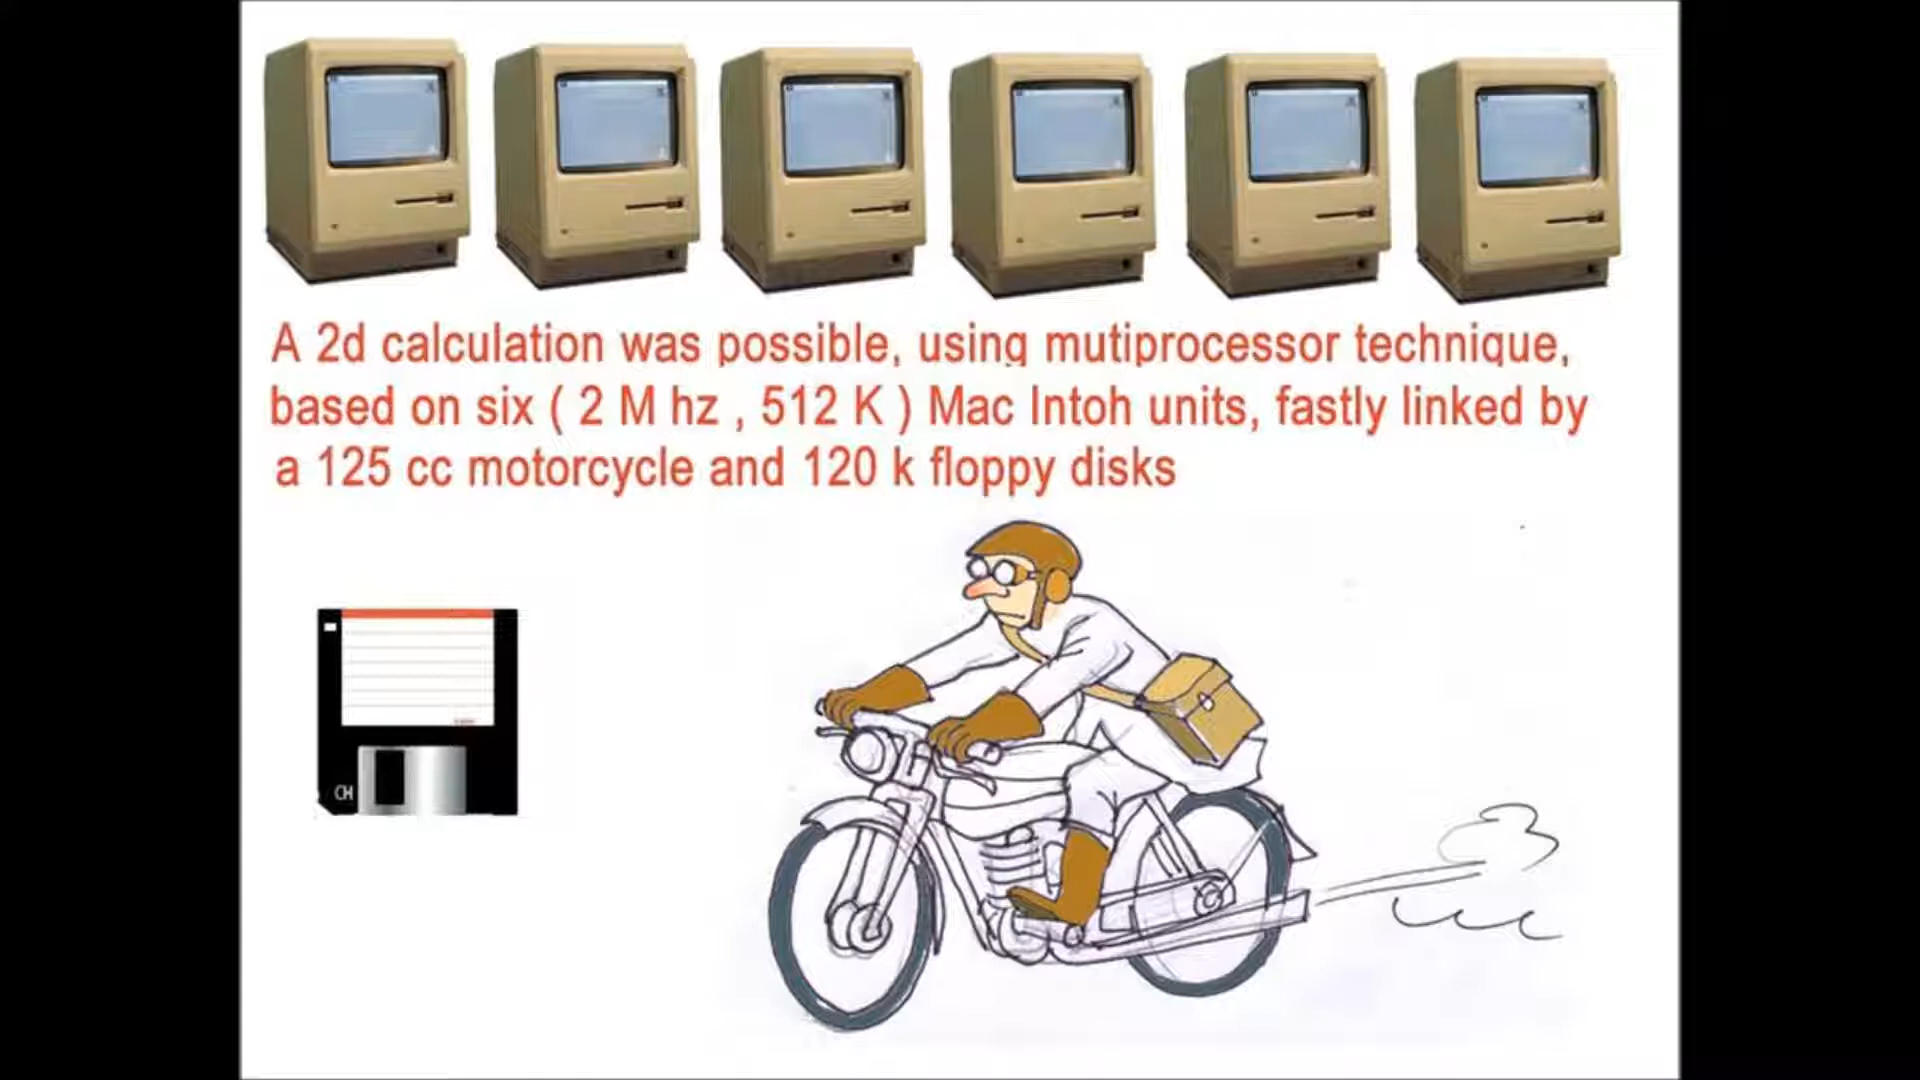 A 2d calculation was possible, using mutiprocessor technique,
based on six ( 2 M hz , 512 K ) Mac Intoh units, fastly linked by
a 125 cc motorcycle and 120 k floppy disks
CH